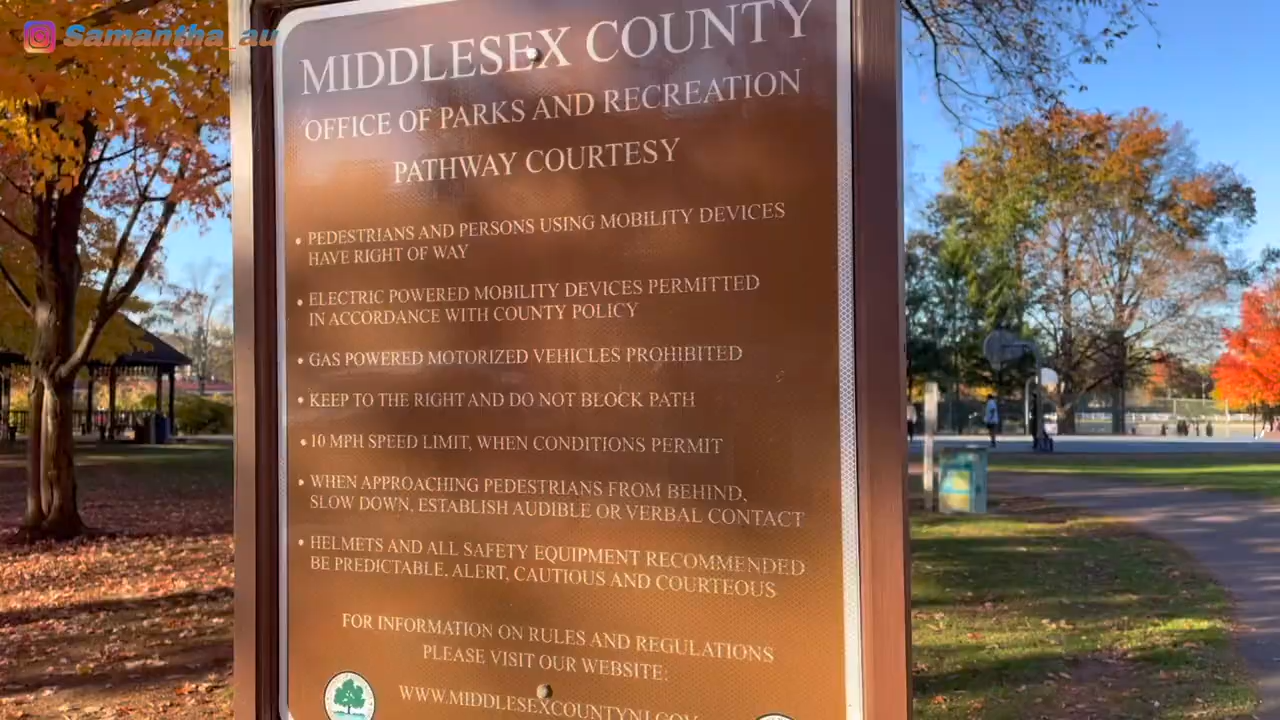 Samantha_au
MIDDLESEX COUNTY
OFFICE OF PARKS AND RECREATION
PATHWAY COURTESY
• PEDESTRIANS AND PERSONS USING MOBILITY DEVICES
HAVE RIGHT OF WAY
• ELECTRIC POWERED MOBILITY DEVICES PERMITTED
IN ACCORDANCE WITH COUNTY POLICY
• GAS POWERED MOTORIZED VEHICLES PROHIBITED
• KEEP TO THE RIGHT AND DO NOT BLOCK PATH
• 10 MPH SPEED LIMIT, WHEN CONDITIONS PERMIT
• WHEN APPROACHING PEDESTRIANS FROM BEHIND,
SLOW DOWN, ESTABLISH AUDIBLE OR VERBAL CONTACT
• HELMETS AND ALL SAFETY EQUIPMENT RECOMMENDED
BE PREDICTABLE, ALERT, CAUTIOUS AND COURTEOUS
FOR INFORMATION ON RULES AND REGULATIONS
PLEASE VISIT OUR WEBSITE:
WWW.MIDDLESEXCOUNTYNJ.GOV